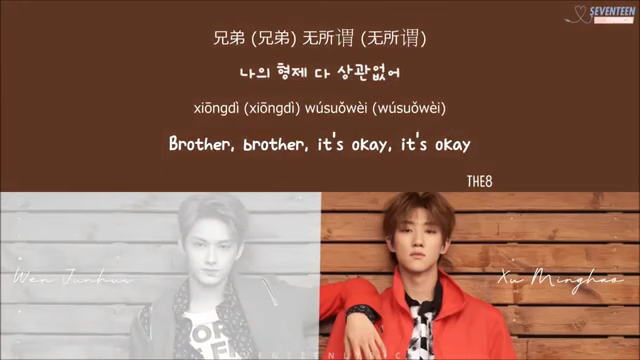 SEVENTEEN
兄弟 (兄弟) 无所谓 (无所谓)
나의 형제 다 상관없어
xiōngdì (xiōngdì) wúsuǒwèi (wúsuǒwèi)
Brother, brother, it's okay, it's okay
THE8
Wen Junhui
Xu Minghao